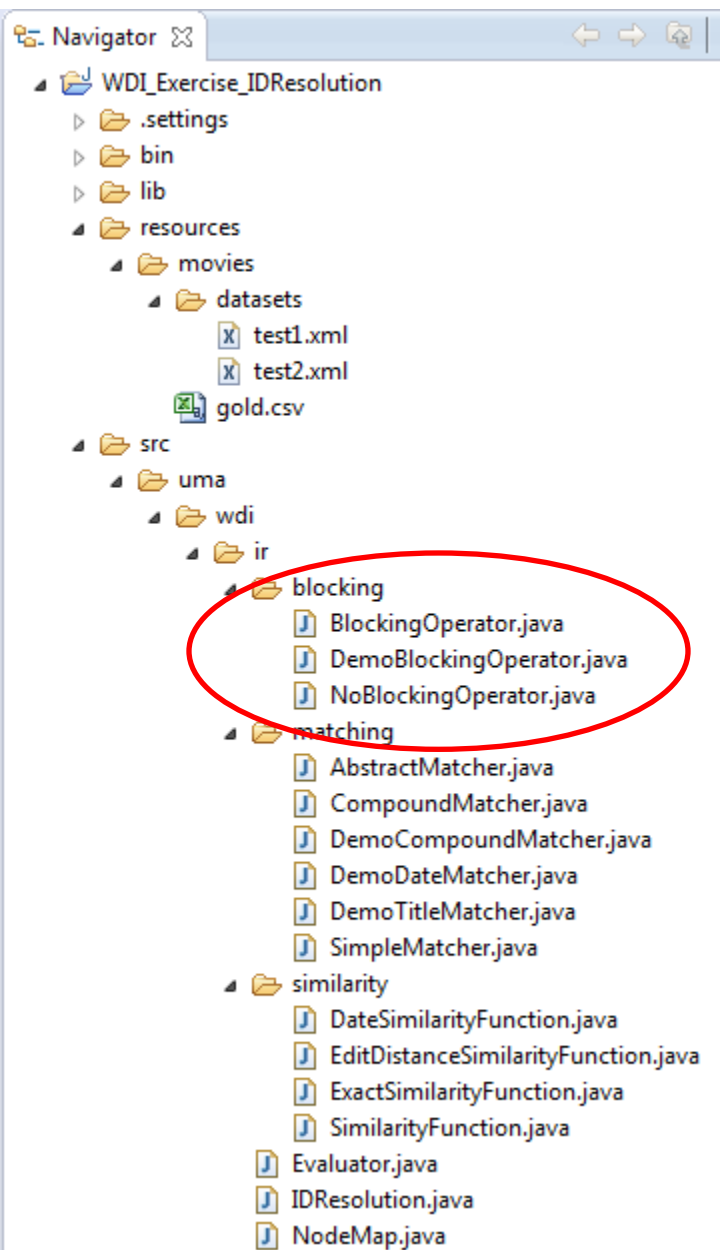 Navigator
WDI_Exercise_IDResolution
.settings
bin
lib
resources
movies
datasets
test1.xml
test2.xml
gold.csv
src
uma
wdi
ir
blocking
BlockingOperator.java
DemoBlockingOperator.java
NoBlockingOperator.java
matching
AbstractMatcher.java
CompoundMatcher.java
DemoCompoundMatcher.java
DemoDateMatcher.java
DemoTitleMatcher.java
SimpleMatcher.java
similarity
DateSimilarityFunction.java
EditDistanceSimilarityFunction.java
ExactSimilarityFunction.java
SimilarityFunction.java
Evaluator.java
IDResolution.java
NodeMap.java